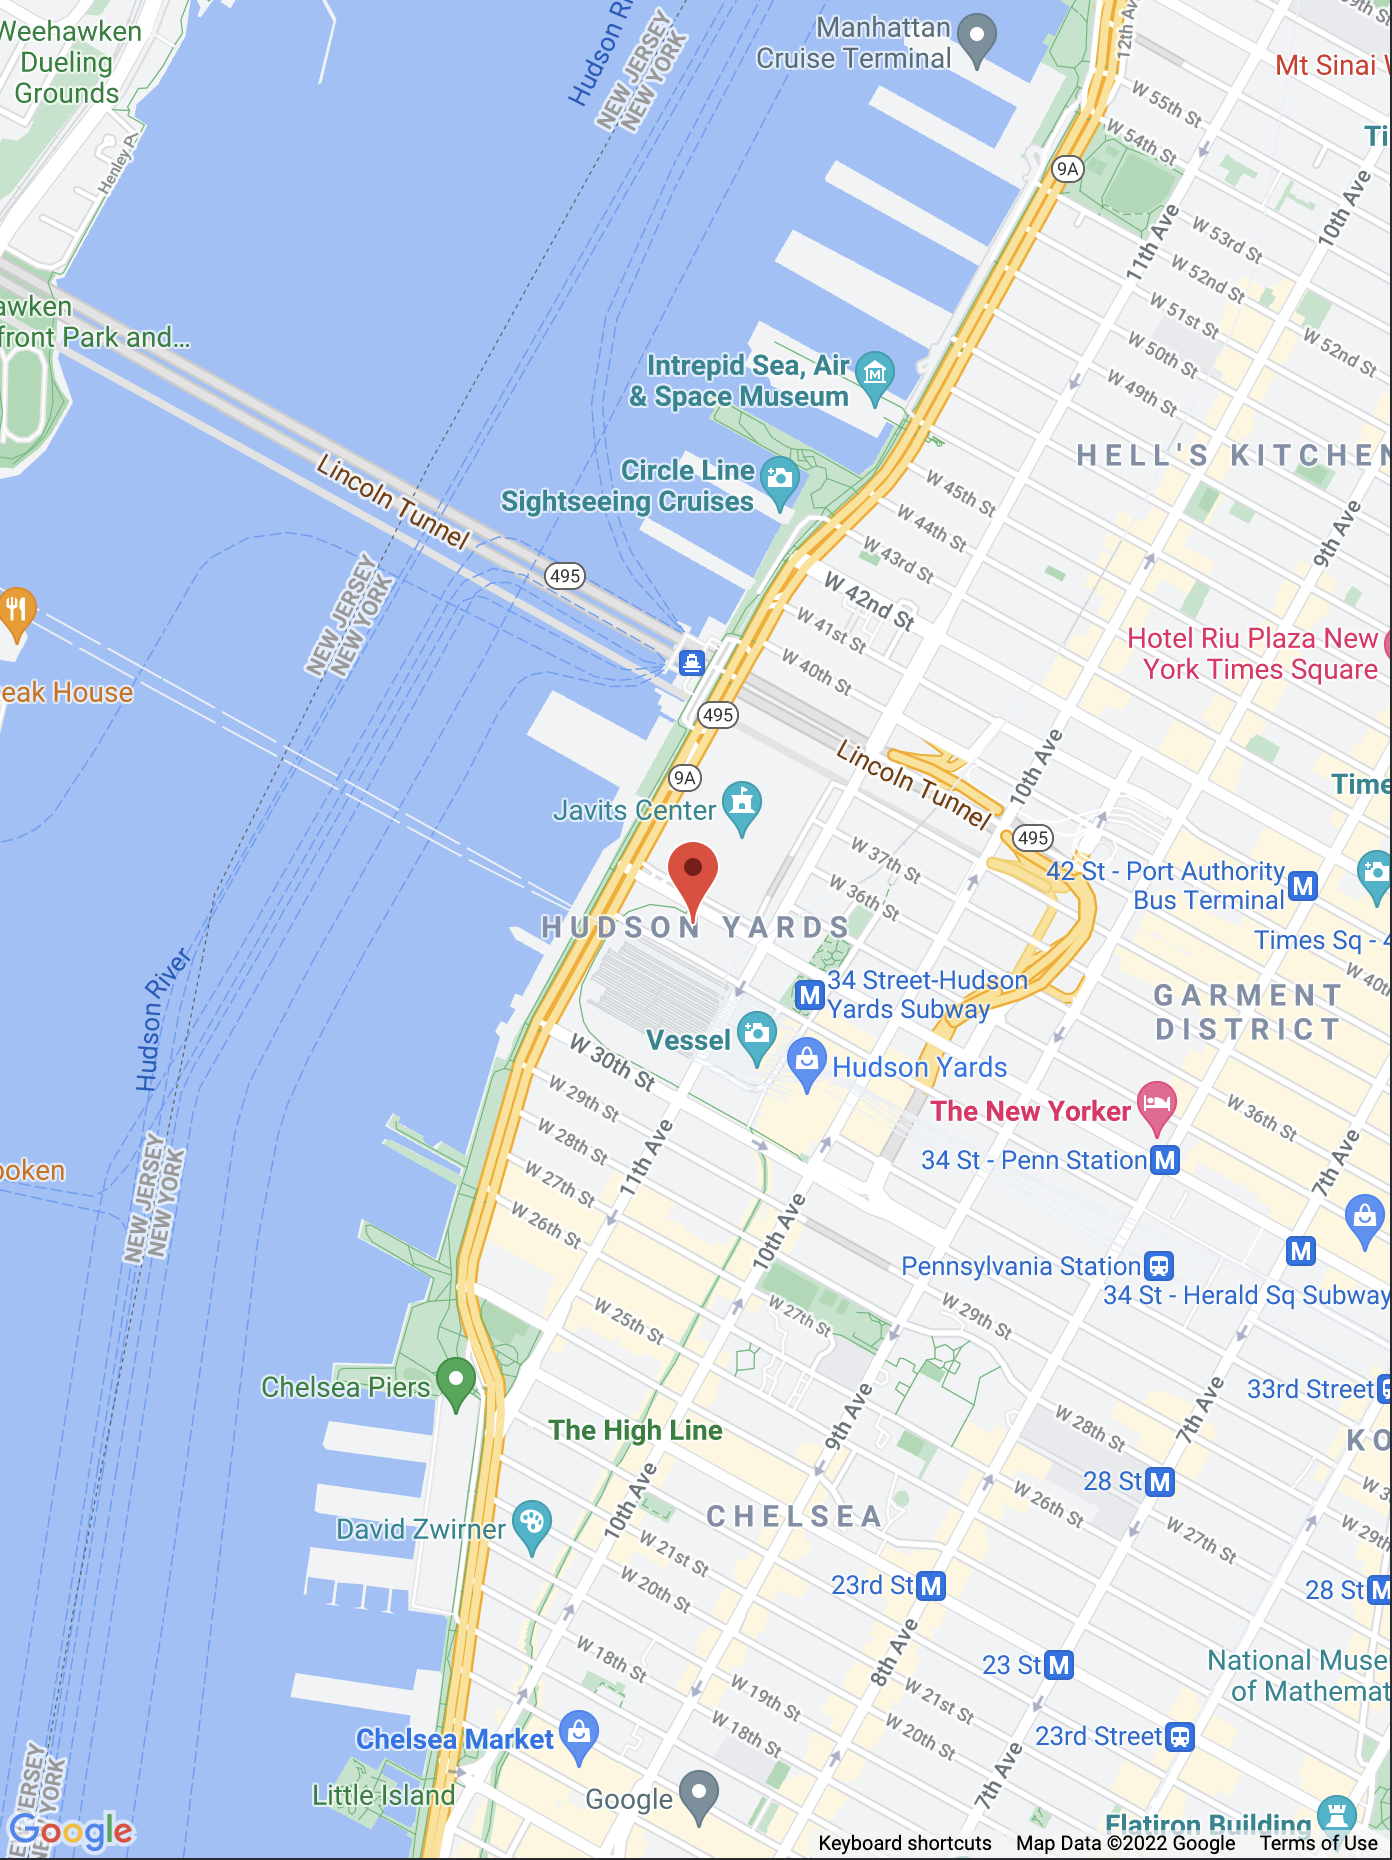 Weehawken
Dueling
Grounds
Henley Pl
Hudson Ri
NEW JERSEY
NEW YORK
Manhattan
Cruise Terminal
12th Av
39th S
Mt Sinai
W 55th St
W 54th St
Ti
9A
10th Ave
11th Ave
W 53rd St
W 52nd St
W 51st St
W 50th St
W 52nd St
W 49th St
awken
front Park and...
Intrepid Sea, Air
& Space Museum
HELL'S KITCHEN
Lincoln Tunnel
Circle Line
Sightseeing Cruises
W 45th St
W 44th St
W 43rd St
9th Ave
495
NEW JERSEY
NEW YORK
W 42nd St
W 41st St
W 40th St
Hotel Riu Plaza New
York Times Square
eak House
495
9A
Lincoln Tunnel
10th Ave
Time
Javits Center
495
W 37th St
W 36th St
42 St - Port Authority
Bus Terminal
HUDSON YARDS
Times Sq - 4
W 40th
Hudson River
34 Street-Hudson
Yards Subway
GARMENT
DISTRICT
Vessel
W 30th St
Hudson Yards
W 29th St
The New Yorker
W 36th St
W 28th St
11th Ave
34 St - Penn Station
7th Ave
NEW JERSEY
NEW YORK
oken
W 27th St
W 26th St
10th Ave
Pennsylvania Station
34 St - Herald Sq Subway
W 25th St
W 27th St
W 29th St
Chelsea Piers
33rd Street
The High Line
9th Ave
W 28th St
7th Ave
KO
28 St
W 3
10th Ave
CHELSEA
W 26th St
W 27th St
W 29th
David Zwirner
W 21st St
W 20th St
23rd St
28 St
W 18th St
8th Ave
23 St
National Muse
of Mathemat
W 19th St
W 18th St
W 21st St
W 20th St
23rd Street
Chelsea Market
7th Ave
Little Island
Google
NEW JERSEY
NEW YORK
Flatiron Building
Google
Keyboard shortcuts
Map Data ©2022 Google
Terms of Use